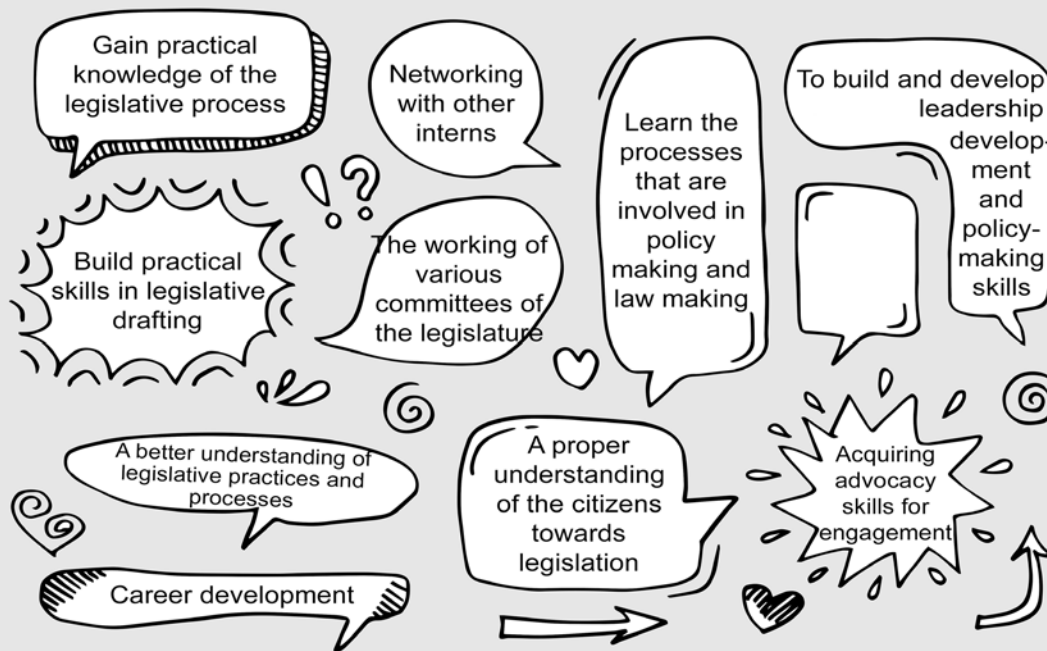 Gain practical
knowledge of the
legislative process
Networking
with other
interns
Learn the
processes
that are
involved in
policy
making and
law making
To build and develop
leadership
develop-
ment
and
policy-
making
skills
Build practical
skills in legislative
drafting
The working of
various
committees of
the legislature
A better understanding of
legislative practices and
processes
A proper
understanding
of the citizens
towards
legislation
Acquiring
advocacy
skills for
engagement
Career development